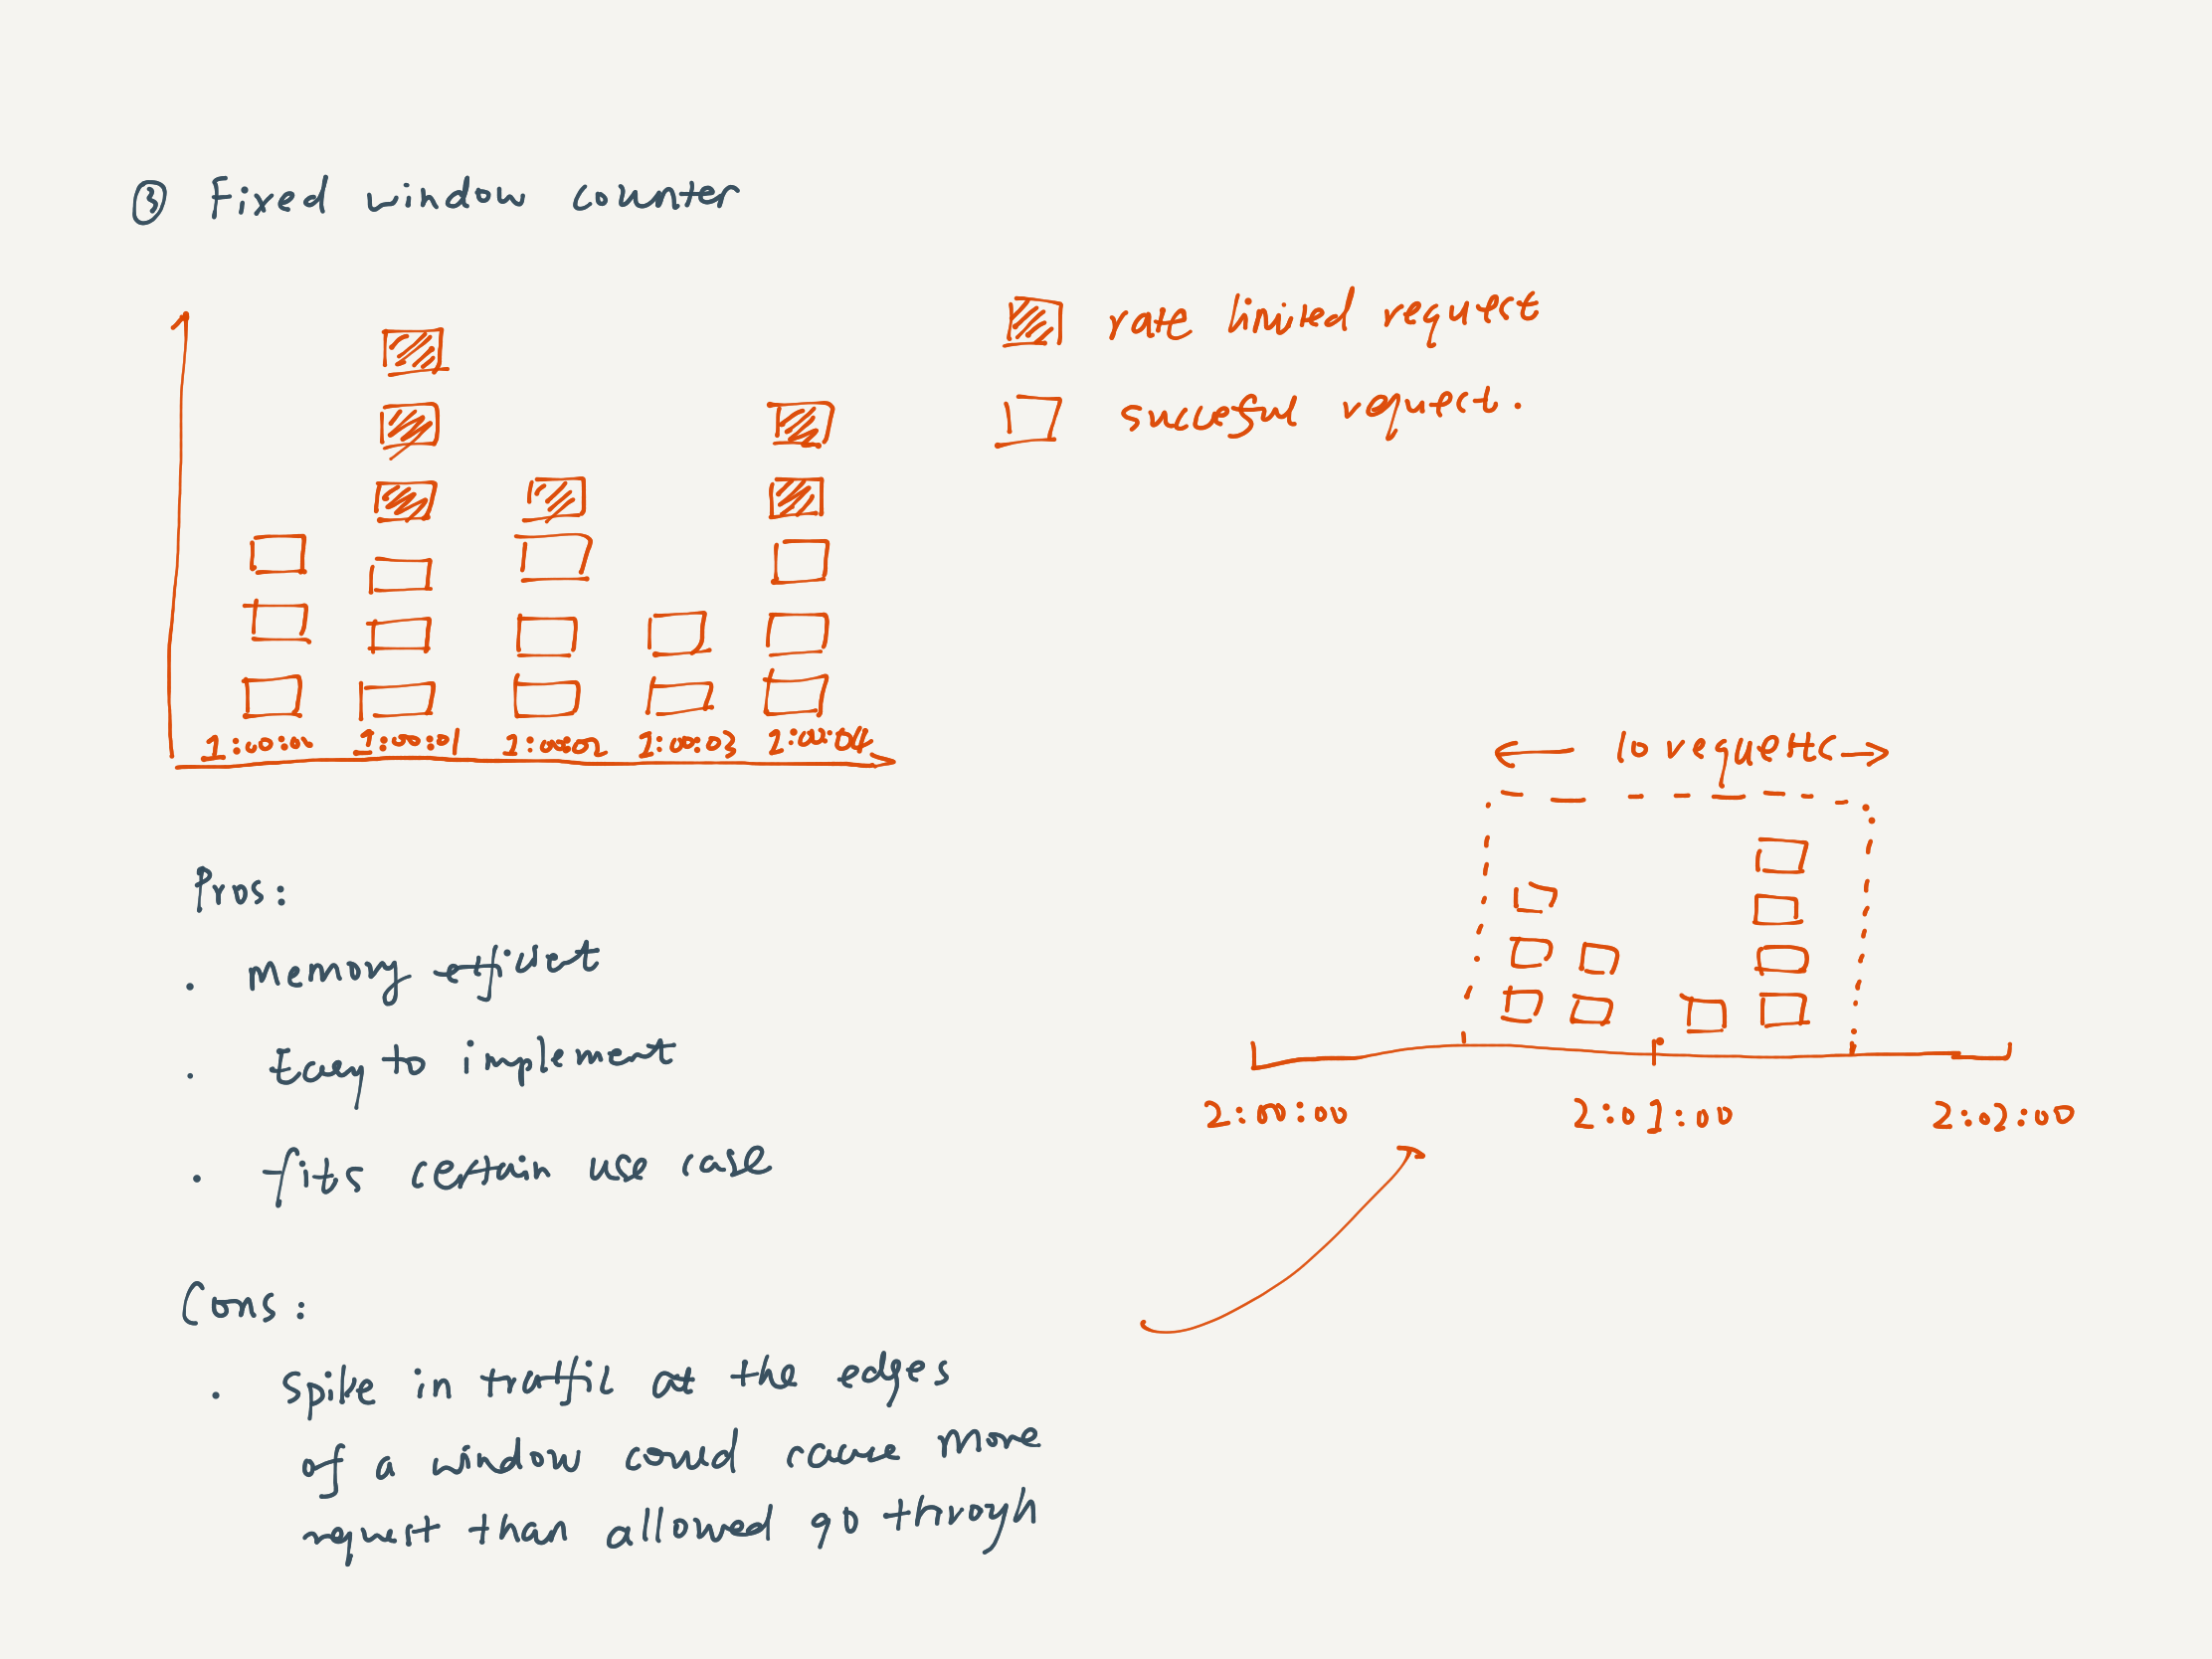 ③ Fixed window counter
rate limited request
successful request.
1:00:00 1:00:01 1:00:02 1:00:03 1:00:04
← 10 requests →
2:00:00 2:01:00 2:02:00
Pros:
. Memory efficient
. Easy to implement
. fits certain use case
Cons:
. spike in traffic at the edges
of a window could cause more
request than allowed go through